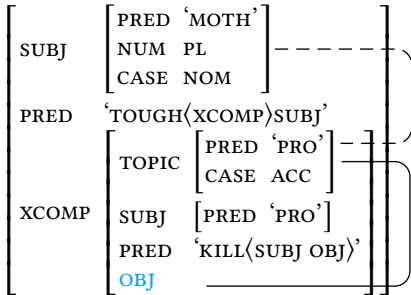 PRED ‘MOTH’
SUBJ NUM PL
CASE NOM
PRED ‘TOUGH⟨XCOMP⟩SUBJ’
TOPIC PRED ‘PRO’
CASE ACC
XCOMP SUBJ [PRED ‘PRO’]
PRED ‘KILL⟨SUBJ OBJ⟩’
OBJ